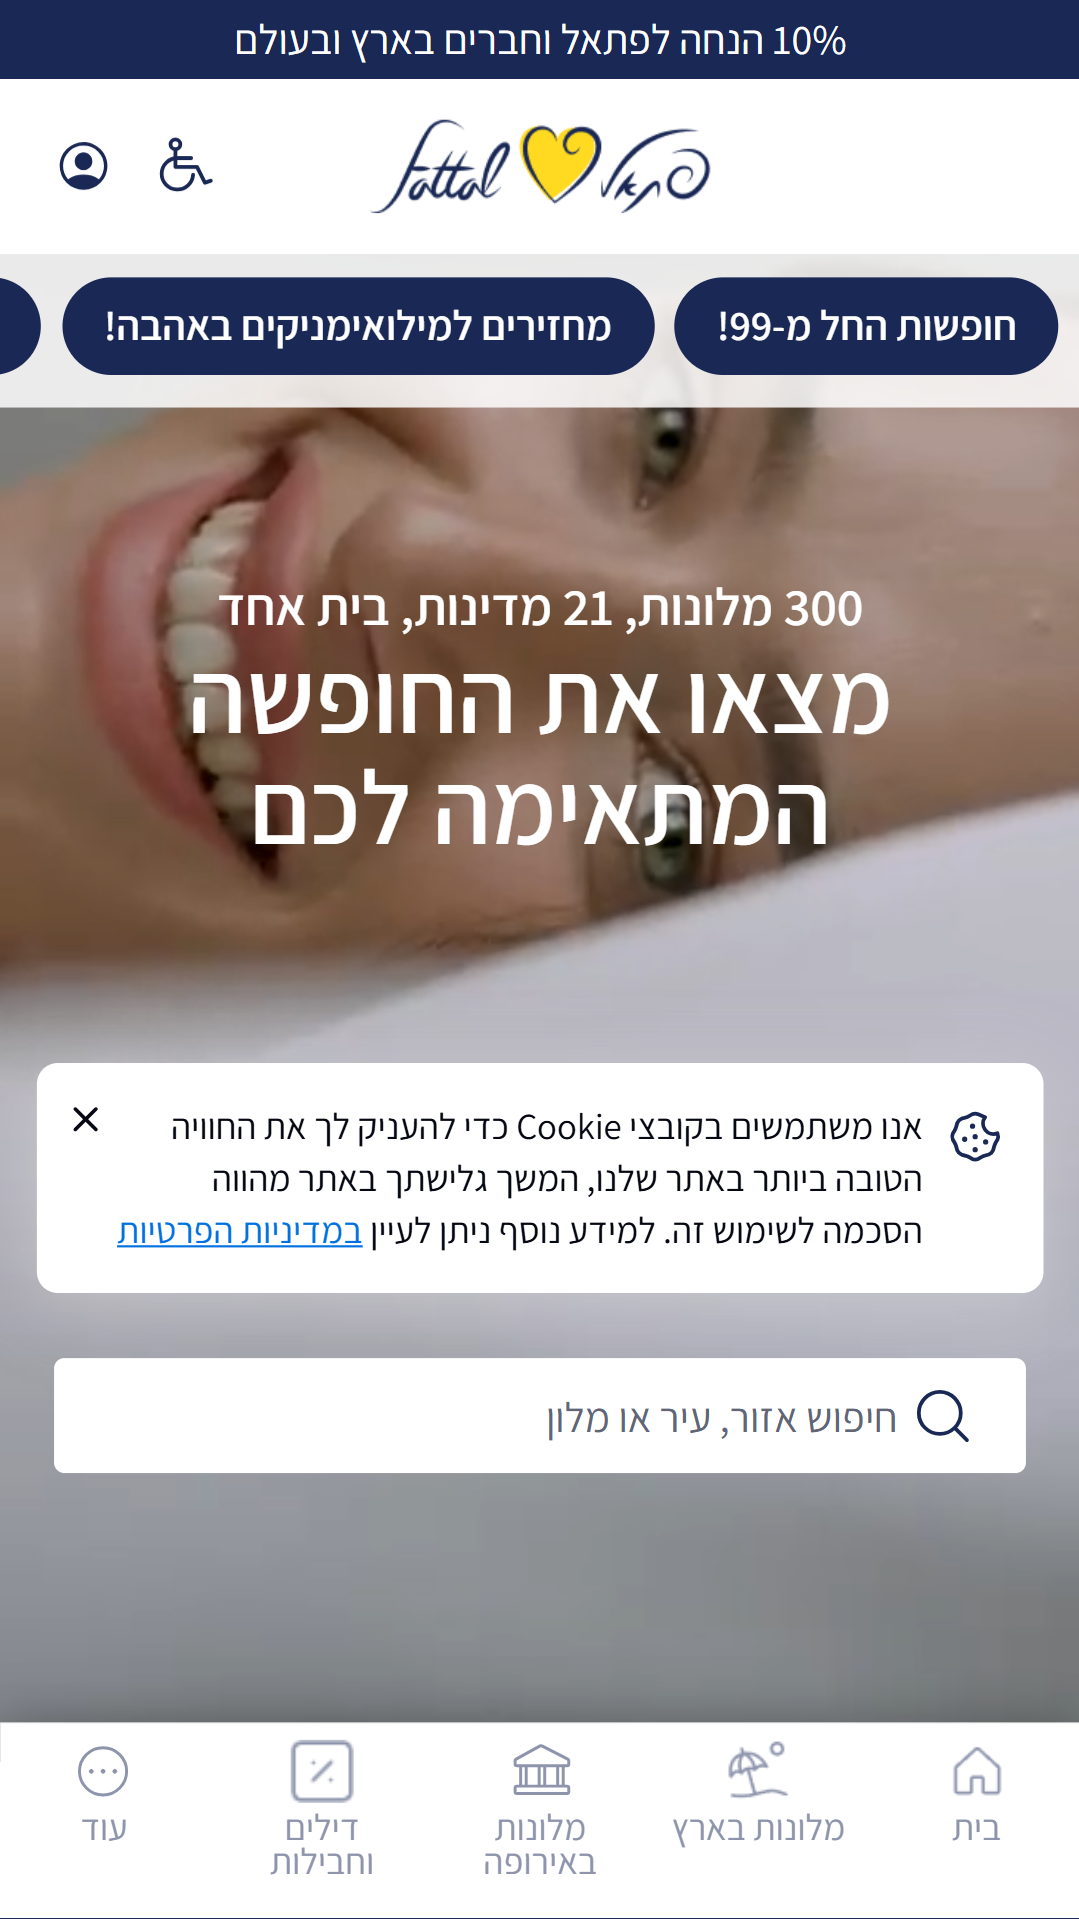 10% הנחה לפתאל וחברים בארץ ובעולם
פתאל fattal
חופשות החל מ-99!
מחזירים למילואימניקים באהבה!
300 מלונות, 21 מדינות, בית אחד
מצאו את החופשה
המתאימה לכם
אנו משתמשים בקובצי Cookie כדי להעניק לך את החוויה
הטובה ביותר באתר שלנו, המשך גלישתך באתר מהווה
הסכמה לשימוש זה. למידע נוסף ניתן לעיין במדיניות הפרטיות
חיפוש אזור, עיר או מלון
בית
מלונות בארץ
מלונות
באירופה
דילים
וחבילות
עוד